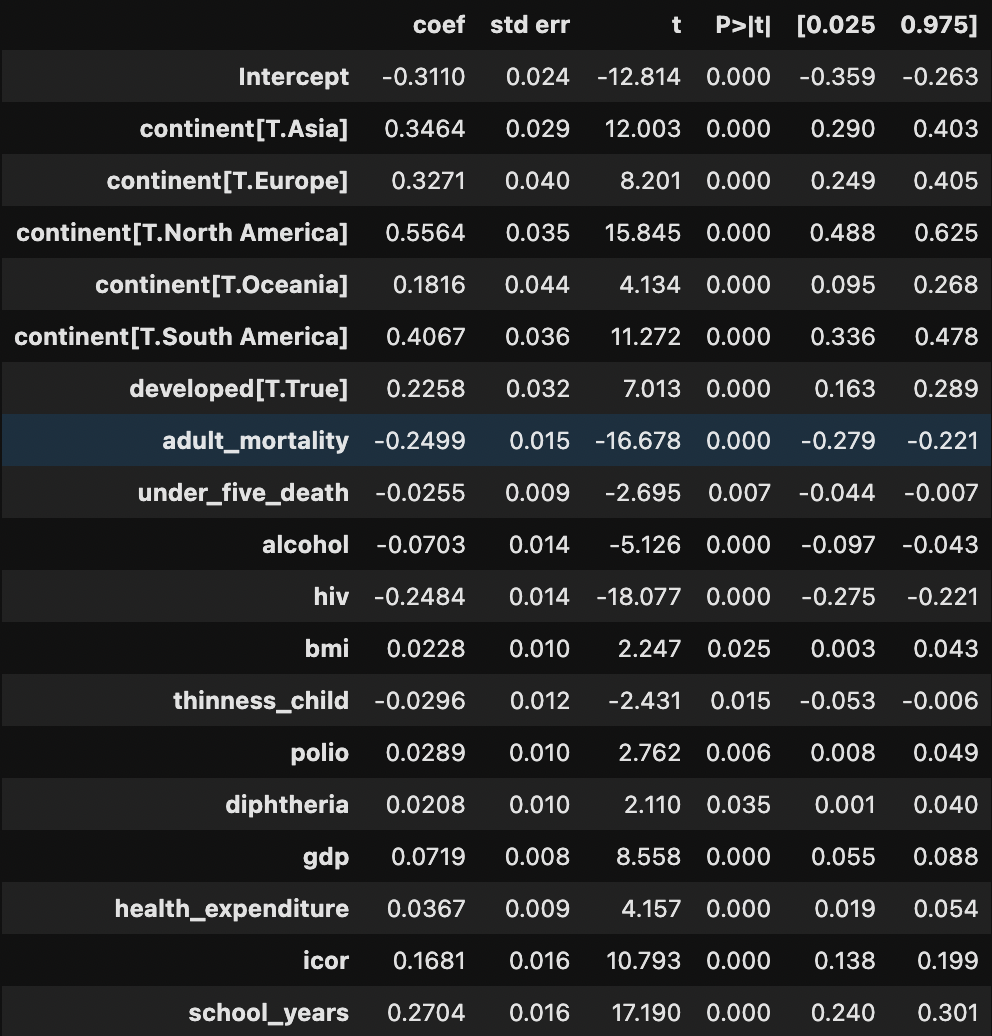 coef std err t P>|t| [0.025 0.975]
Intercept -0.3110 0.024 -12.814 0.000 -0.359 -0.263
continent[T.Asia] 0.3464 0.029 12.003 0.000 0.290 0.403
continent[T.Europe] 0.3271 0.040 8.201 0.000 0.249 0.405
continent[T.North America] 0.5564 0.035 15.845 0.000 0.488 0.625
continent[T.Oceania] 0.1816 0.044 4.134 0.000 0.095 0.268
continent[T.South America] 0.4067 0.036 11.272 0.000 0.336 0.478
developed[T.True] 0.2258 0.032 7.013 0.000 0.163 0.289
adult_mortality -0.2499 0.015 -16.678 0.000 -0.279 -0.221
under_five_death -0.0255 0.009 -2.695 0.007 -0.044 -0.007
alcohol -0.0703 0.014 -5.126 0.000 -0.097 -0.043
hiv -0.2484 0.014 -18.077 0.000 -0.275 -0.221
bmi 0.0228 0.010 2.247 0.025 0.003 0.043
thinness_child -0.0296 0.012 -2.431 0.015 -0.053 -0.006
polio 0.0289 0.010 2.762 0.006 0.008 0.049
diphtheria 0.0208 0.010 2.110 0.035 0.001 0.040
gdp 0.0719 0.008 8.558 0.000 0.055 0.088
health_expenditure 0.0367 0.009 4.157 0.000 0.019 0.054
icor 0.1681 0.016 10.793 0.000 0.138 0.199
school_years 0.2704 0.016 17.190 0.000 0.240 0.301